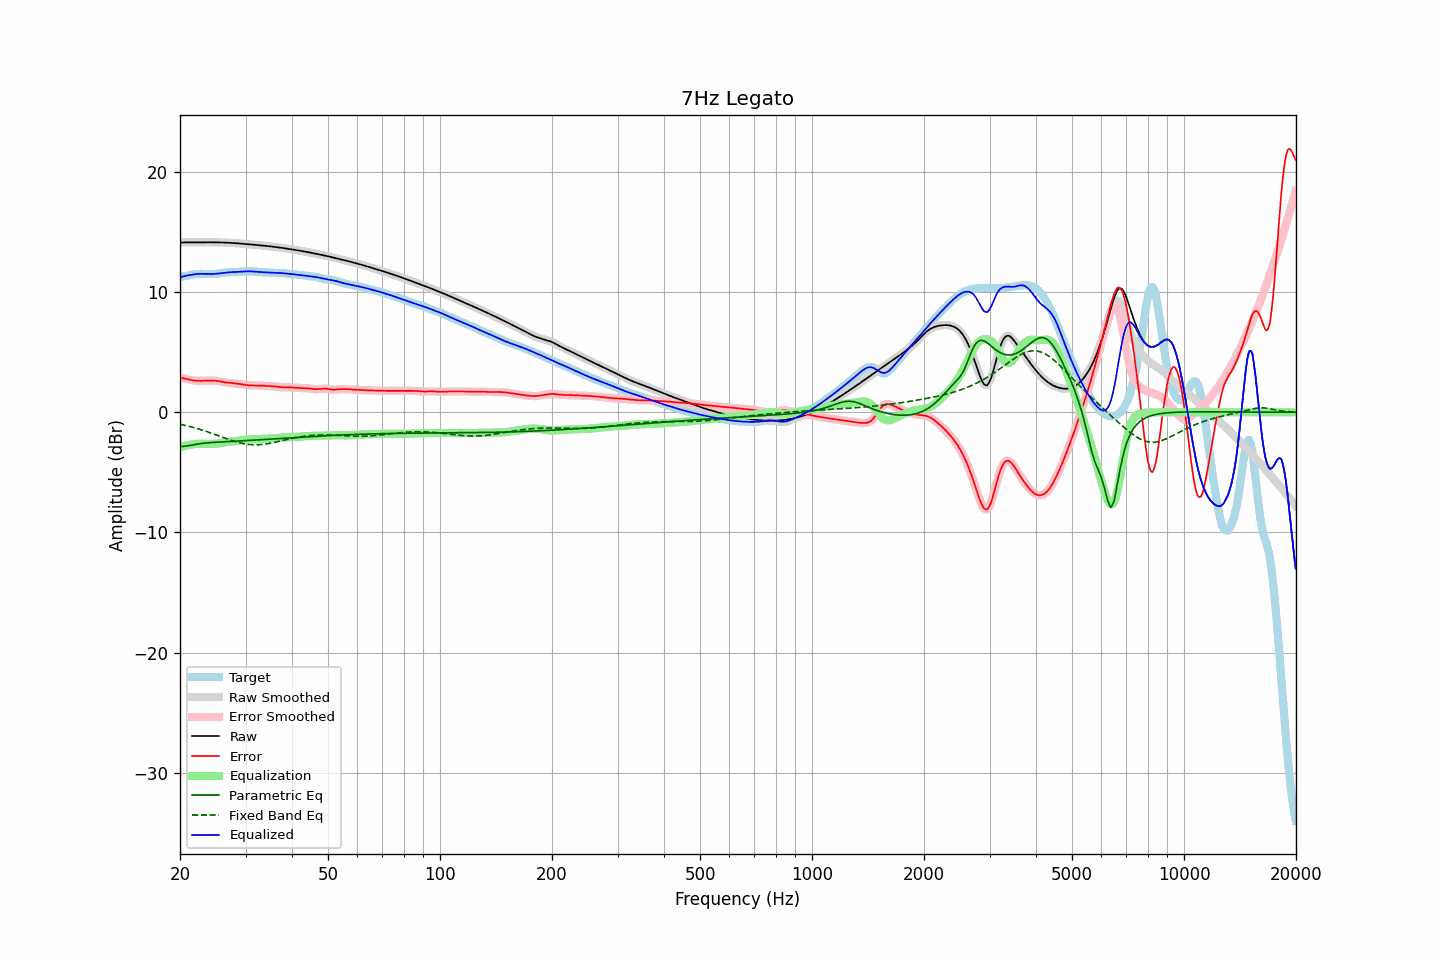 7Hz Legato
Amplitude (dBr)
20
10
0
−10
−20
−30
Target
Raw Smoothed
Error Smoothed
Raw
Error
Equalization
Parametric Eq
Fixed Band Eq
Equalized
20 50 100 200 500 1000 2000 5000 10000 20000
Frequency (Hz)